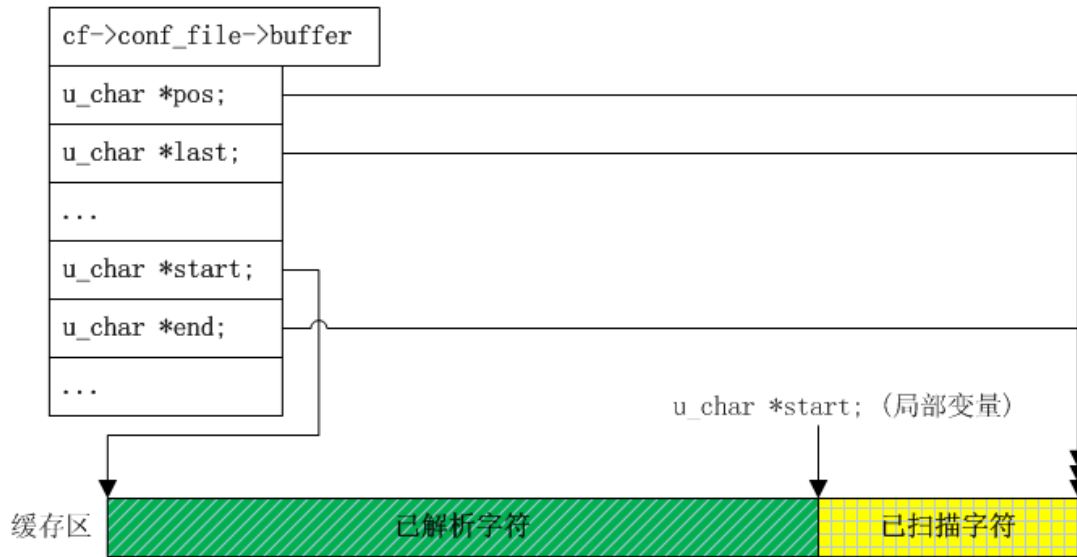 cf->conf_file->buffer
u_char *pos;
u_char *last;
...
u_char *start;
u_char *end;
...
u_char *start; (局部变量)
缓存区
已解析字符
已扫描字符